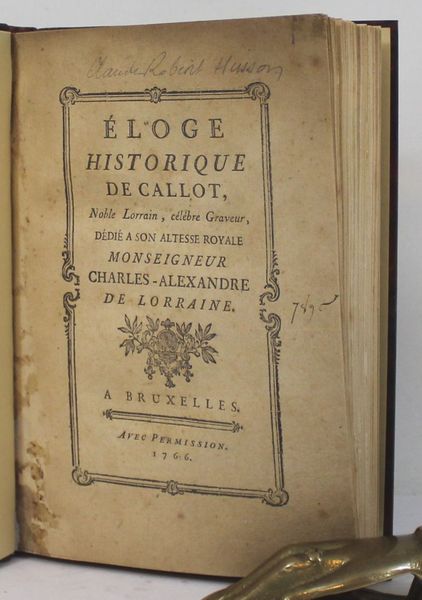 Claude Robert Husson
ÉLOGE
HISTORIQUE
DE CALLOT,
Noble Lorrain, célébre Graveur,
DÉDIÉ A SON ALTESSE ROYALE
MONSEIGNEUR
CHARLES-ALEXANDRE
DE LORRAINE.
A BRUXELLES.
AVEC PERMISSION.
1766.